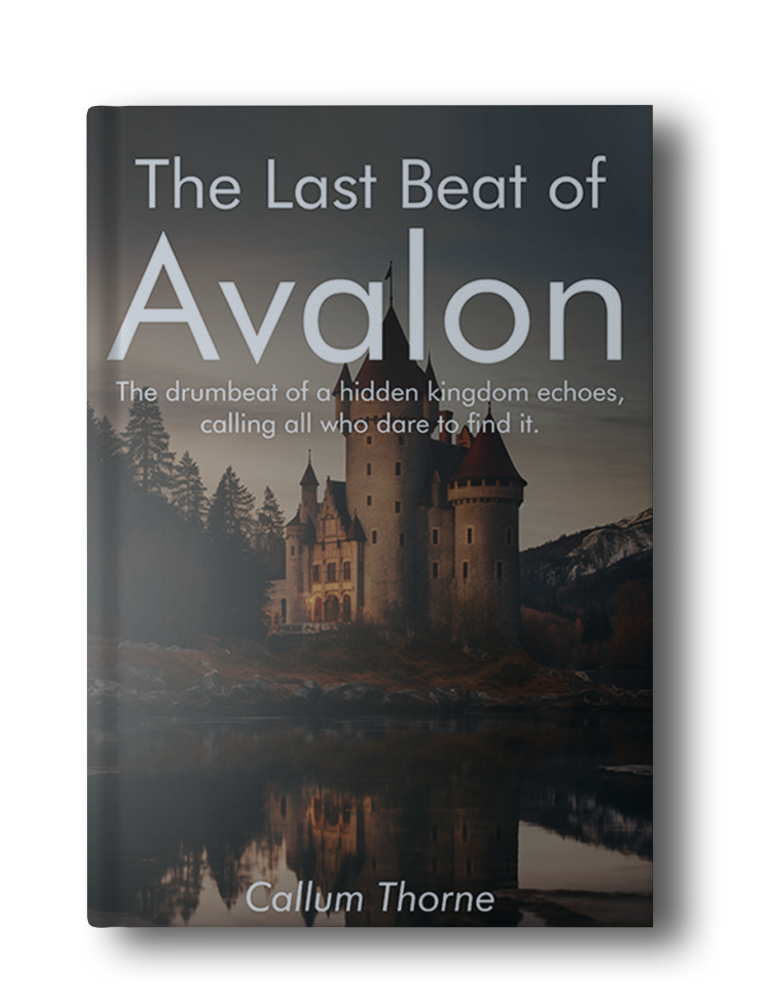 The Last Beat of
Avalon
The drumbeat of a hidden kingdom echoes,
calling all who dare to find it.
Callum Thorne